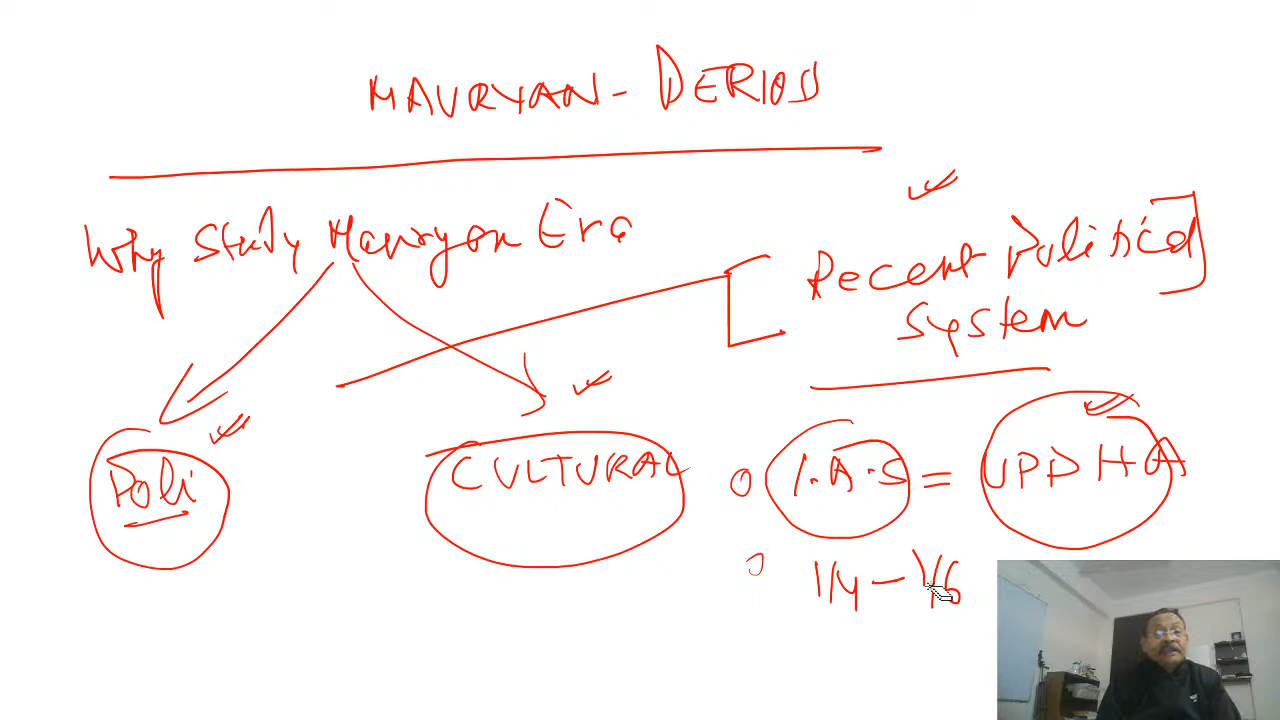 MAURYAN - PERIOD
Why Study Mauryan Era
Recent Political
System
Poli
CULTURAL
I.A.S = UPDHA
1/4 - 1/6